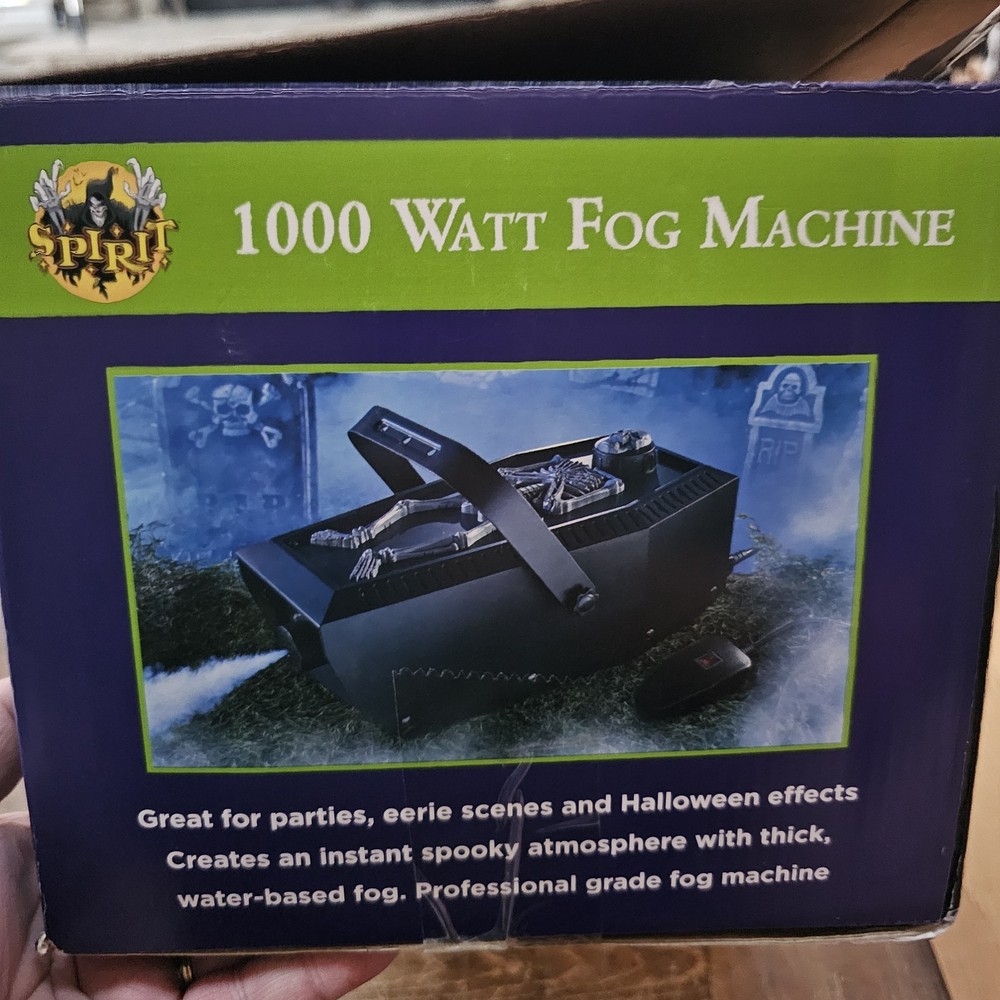 SPIRIT
1000 WATT FOG MACHINE
RIP
Great for parties, eerie scenes and Halloween effects
Creates an instant spooky atmosphere with thick,
water-based fog. Professional grade fog machine